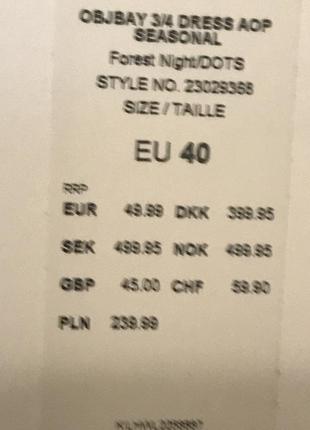 OBJBAY 3/4 DRESS AOP
SEASONAL
Forest Night/DOTS
STYLE NO. 23029358
SIZE / TAILLE
EU 40
RRP
EUR 49.99 DKK 399.95
SEK 499.95 NOK 499.95
GBP 45.00 CHF 59.90
PLN 239.99